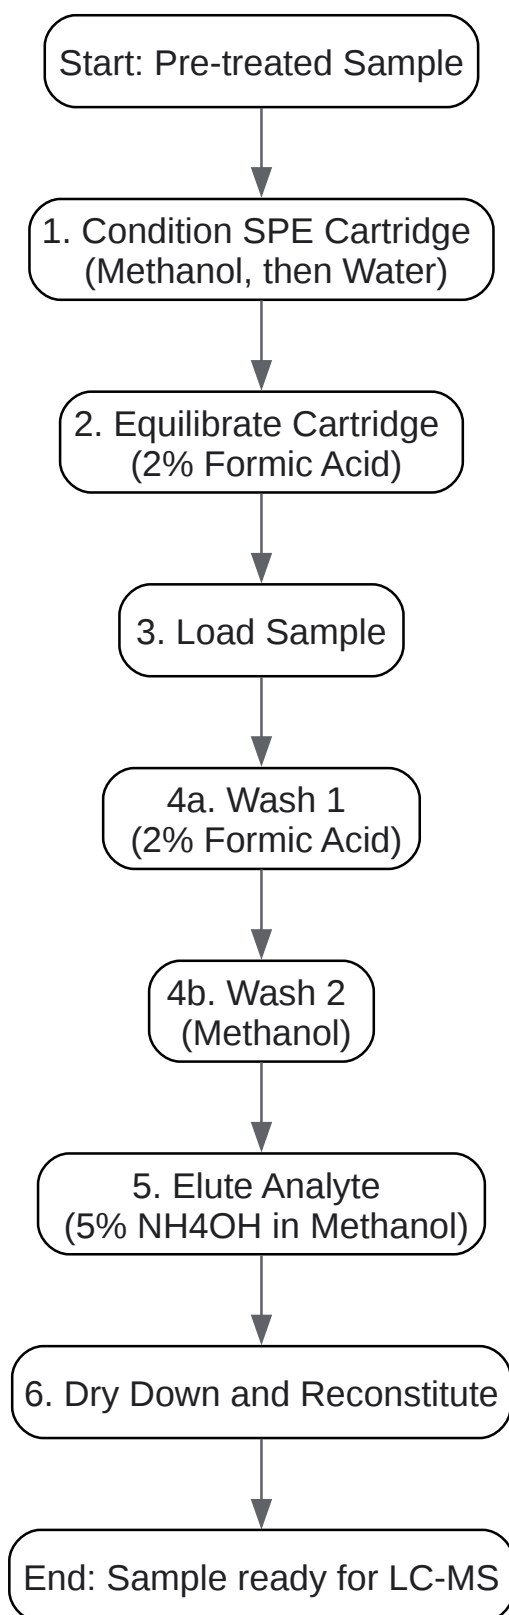 Start: Pre-treated Sample
1. Condition SPE Cartridge
(Methanol, then Water)
2. Equilibrate Cartridge
(2% Formic Acid)
3. Load Sample
4a. Wash 1
(2% Formic Acid)
4b. Wash 2
(Methanol)
5. Elute Analyte
(5% NH4OH in Methanol)
6. Dry Down and Reconstitute
End: Sample ready for LC-MS